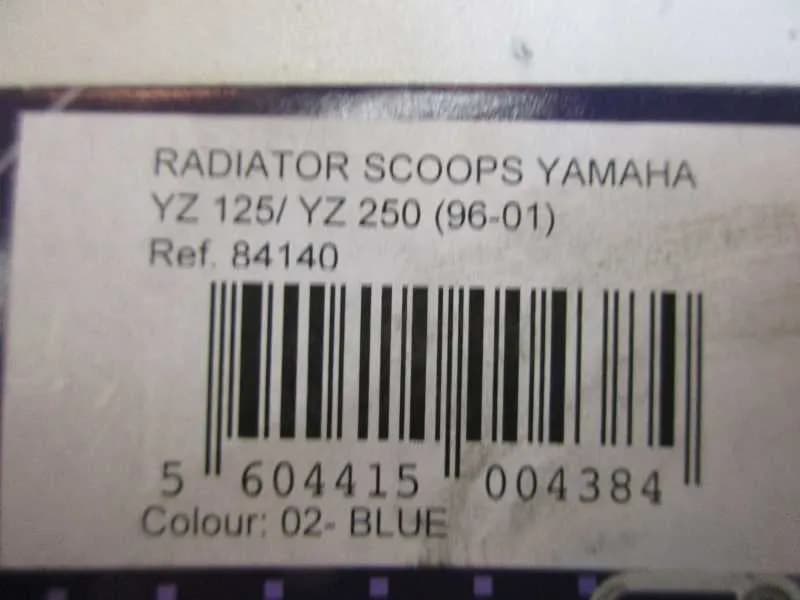 RADIATOR SCOOPS YAMAHA
YZ 125/ YZ 250 (96-01)
Ref. 84140
5 604415 004384
Colour: 02- BLUE